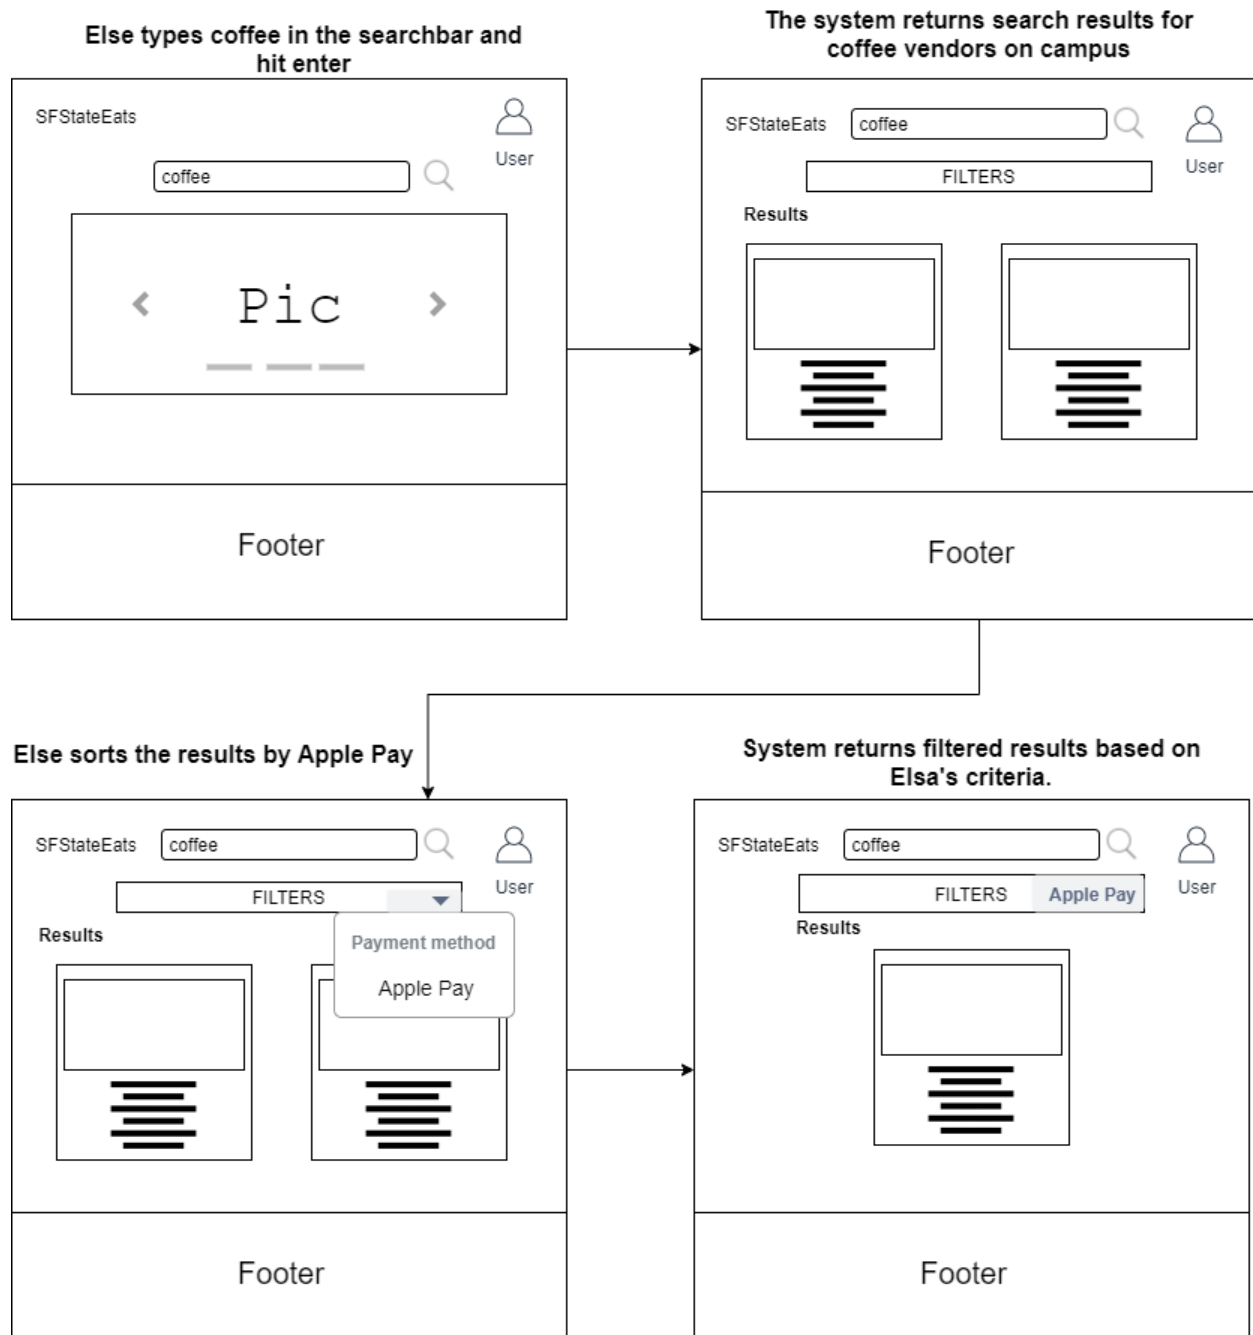 Else types coffee in the searchbar and
hit enter
SFStateEats
User
coffee
Pic
Footer
The system returns search results for
coffee vendors on campus
SFStateEats
coffee
User
FILTERS
Results
Footer
Else sorts the results by Apple Pay
SFStateEats
coffee
User
FILTERS
Results
Payment method
Apple Pay
Footer
System returns filtered results based on
Elsa's criteria.
SFStateEats
coffee
User
FILTERS
Apple Pay
Results
Footer